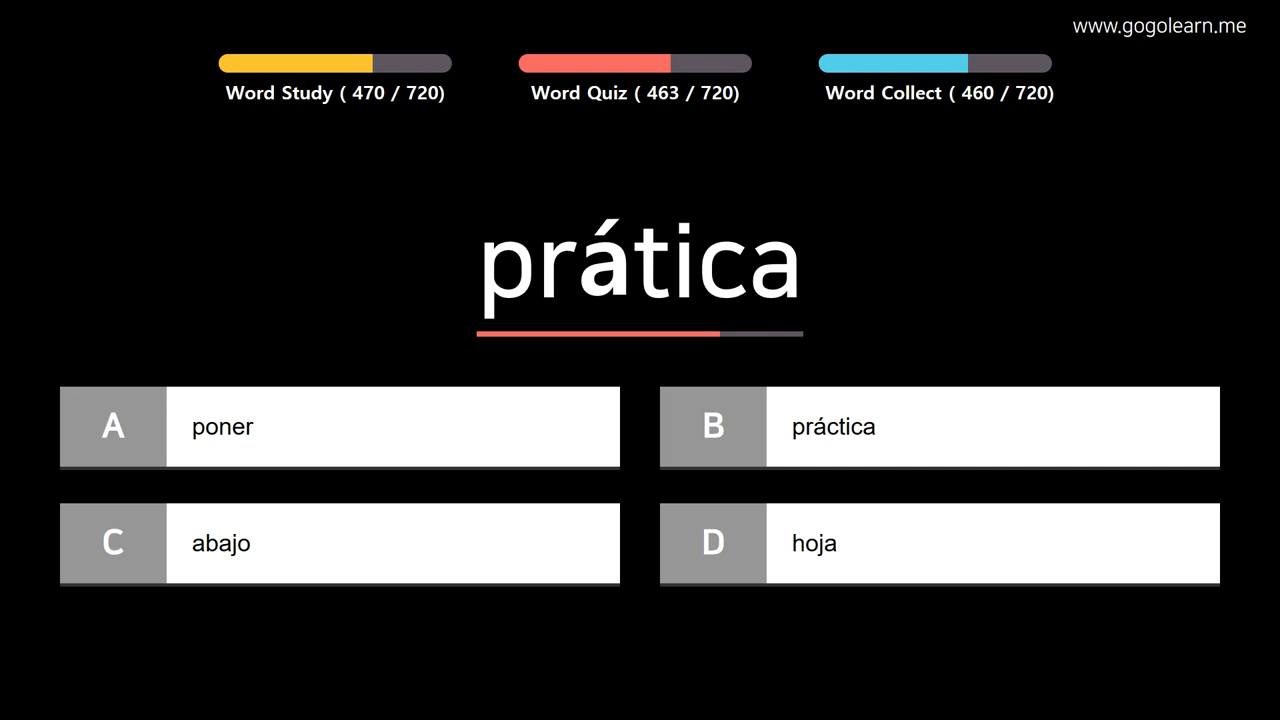 www.gogolearn.me
Word Study ( 470 / 720)
Word Quiz ( 463 / 720)
Word Collect ( 460 / 720)
prática
A poner
B práctica
C abajo
D hoja